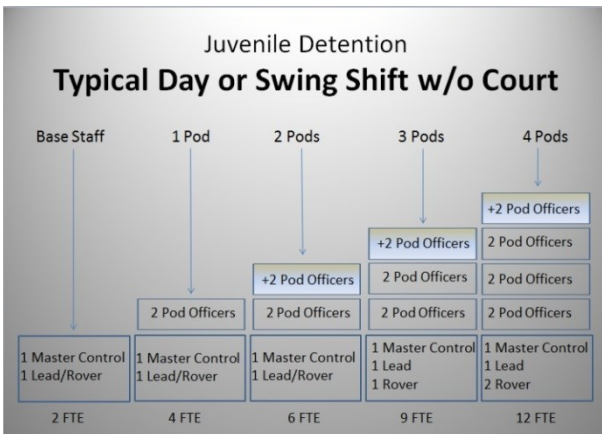 Juvenile Detention
Typical Day or Swing Shift w/o Court
Base Staff
1 Pod
2 Pods
3 Pods
4 Pods
+2 Pod Officers
+2 Pod Officers
2 Pod Officers
+2 Pod Officers
2 Pod Officers
2 Pod Officers
2 Pod Officers
2 Pod Officers
2 Pod Officers
2 Pod Officers
1 Master Control
1 Lead/Rover
1 Master Control
1 Lead/Rover
1 Master Control
1 Lead/Rover
1 Master Control
1 Lead
1 Rover
1 Master Control
1 Lead
2 Rover
2 FTE
4 FTE
6 FTE
9 FTE
12 FTE